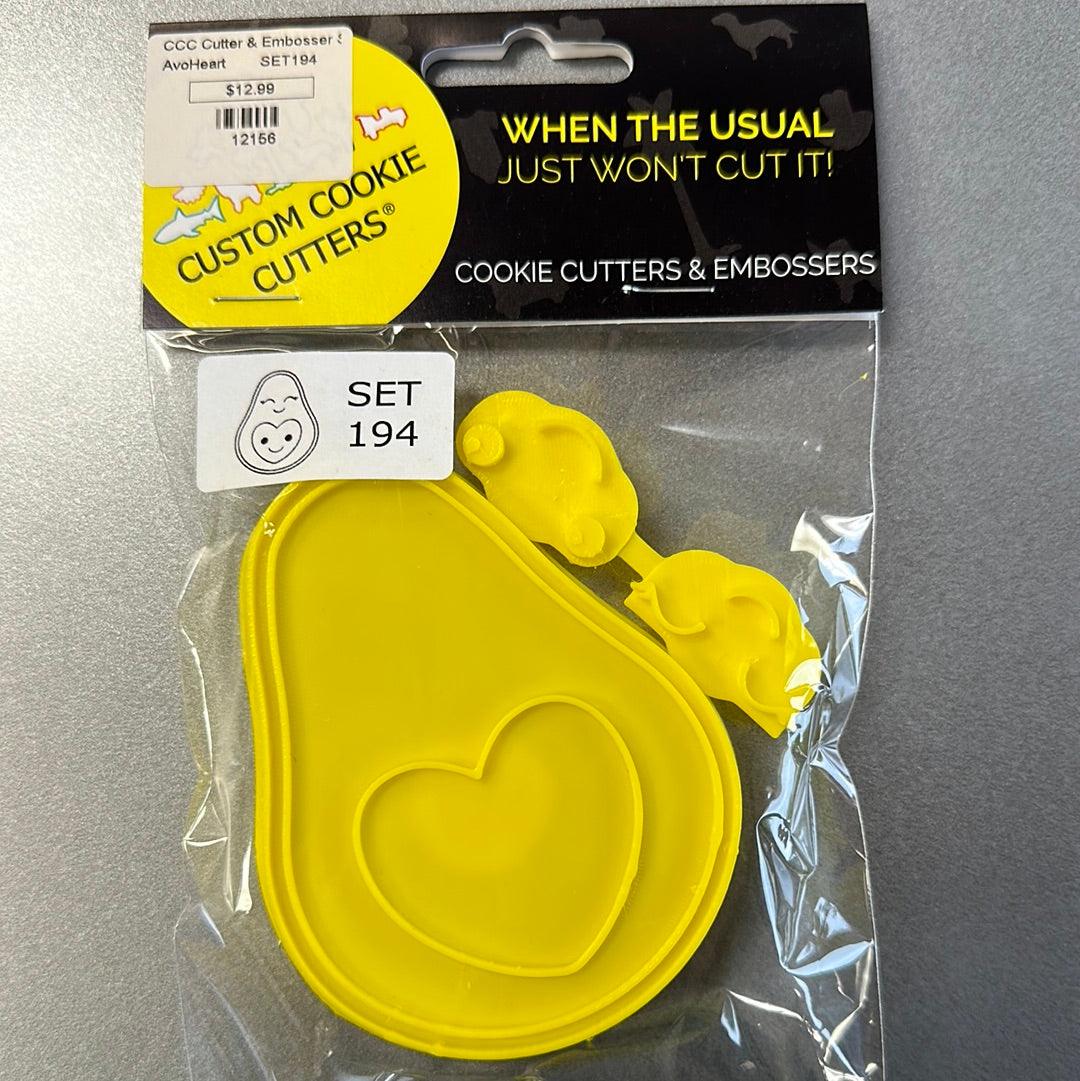 CCC Cutter & Embosser
AvoHeart SET194
$12.99
12156
CUSTOM COOKIE
CUTTERS®
WHEN THE USUAL
JUST WON'T CUT IT!
COOKIE CUTTERS & EMBOSSERS
SET
194